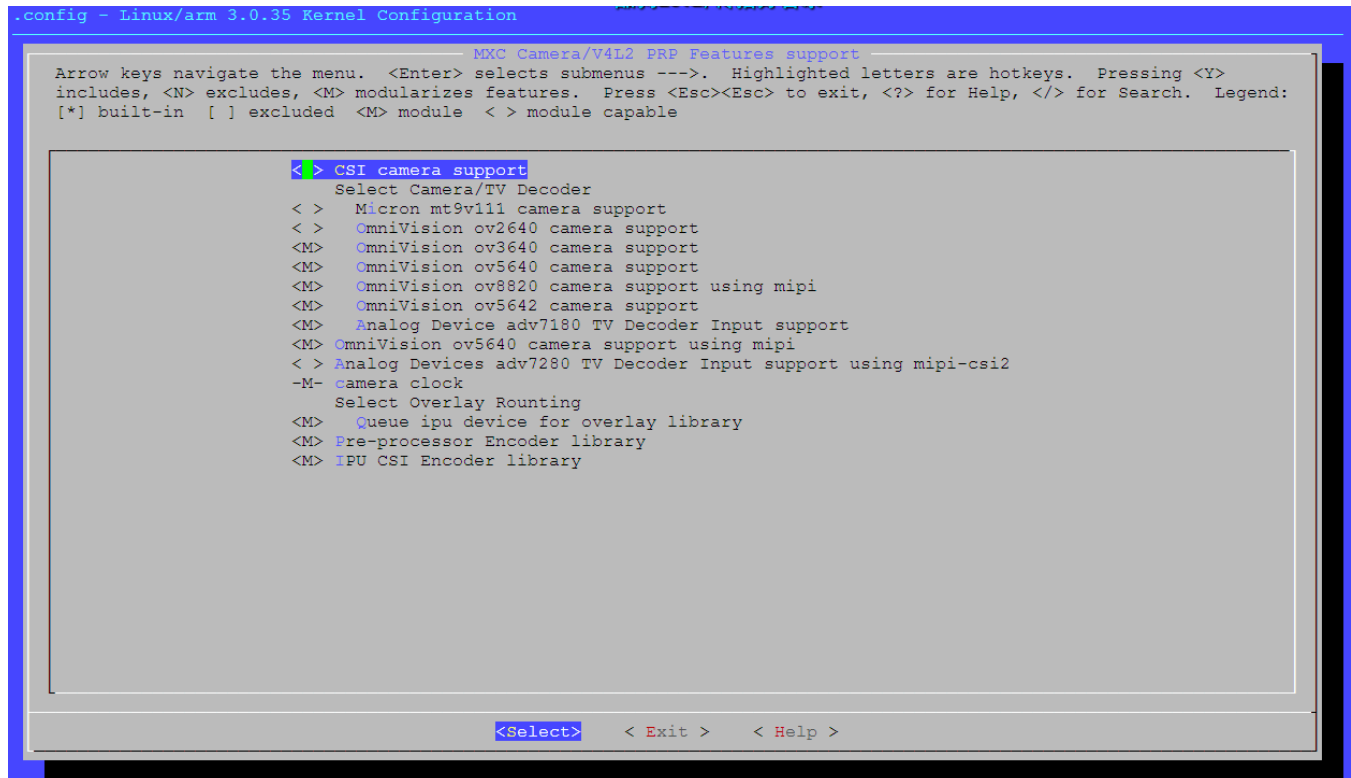 .config - Linux/arm 3.0.35 Kernel Configuration
MXC Camera/V4L2 PRP Features support
Arrow keys navigate the menu.  <Enter> selects submenus --->.  Highlighted letters are hotkeys.  Pressing <Y>
includes, <N> excludes, <M> modularizes features.  Press <Esc><Esc> to exit, <?> for Help, </> for Search.  Legend:
[*] built-in  [ ] excluded  <M> module  < > module capable
< > CSI camera support
Select Camera/TV Decoder
< >   Micron mt9v111 camera support
< >   OmniVision ov2640 camera support
<M>   OmniVision ov3640 camera support
<M>   OmniVision ov5640 camera support
<M>   OmniVision ov8820 camera support using mipi
<M>   OmniVision ov5642 camera support
<M>   Analog Device adv7180 TV Decoder Input support
<M> OmniVision ov5640 camera support using mipi
< > Analog Devices adv7280 TV Decoder Input support using mipi-csi2
-M- camera clock
Select Overlay Rounting
<M>   Queue ipu device for overlay library
<M> Pre-processor Encoder library
<M> IPU CSI Encoder library
<Select>    < Exit >    < Help >